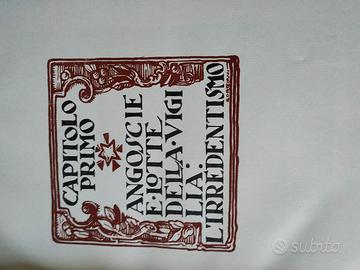 CAPITOLO
PRIMO
ANGOSCIE
E·LOTTE
DELLA·VIGI
LIA:
L'IRREDENTISMO
subito